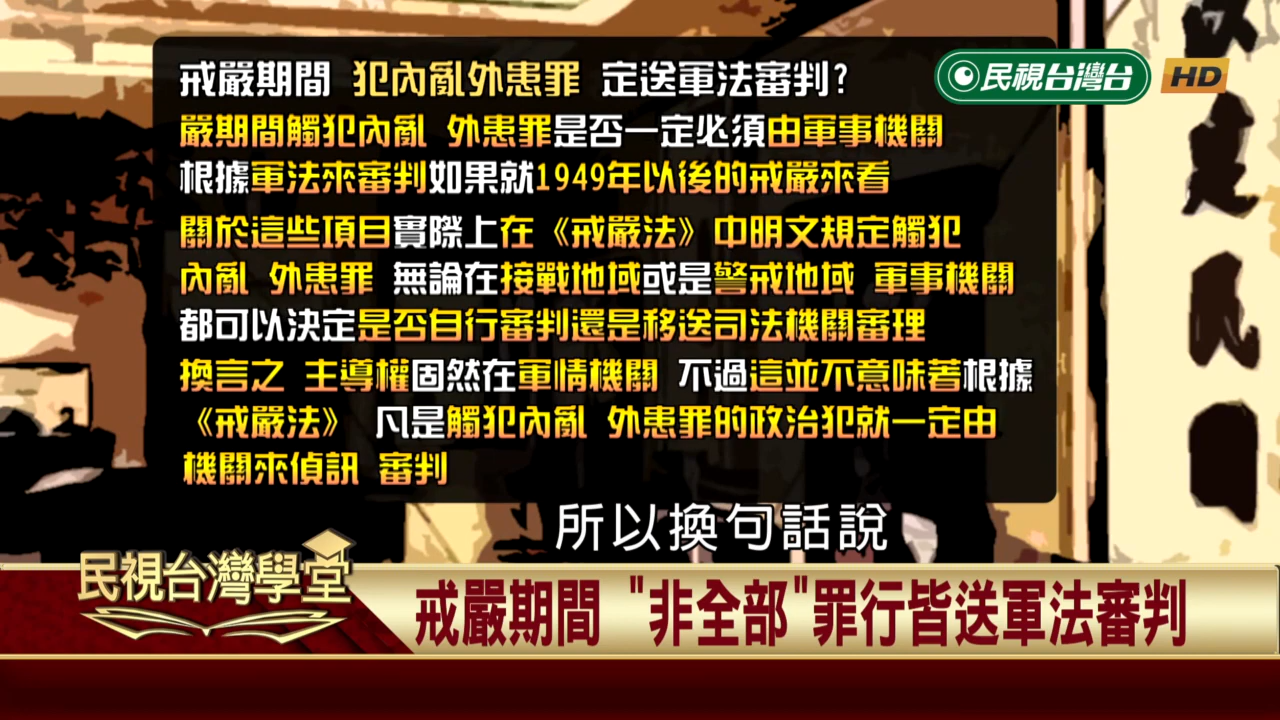 戒嚴期間 犯內亂外患罪 定送軍法審判?
民視台灣台 HD
嚴期間觸犯內亂 外患罪是否一定必須由軍事機關
根據軍法來審判如果就1949年以後的戒嚴來看
關於這些項目實際上在《戒嚴法》中明文規定觸犯
內亂 外患罪 無論在接戰地域或是警戒地域 軍事機關
都可以決定是否自行審判還是移送司法機關審理
換言之 主導權固然在軍情機關 不過這並不意味著根據
《戒嚴法》 凡是觸犯內亂 外患罪的政治犯就一定由
機關來偵訊 審判
所以換句話說
民視台灣學堂
戒嚴期間 "非全部"罪行皆送軍法審判